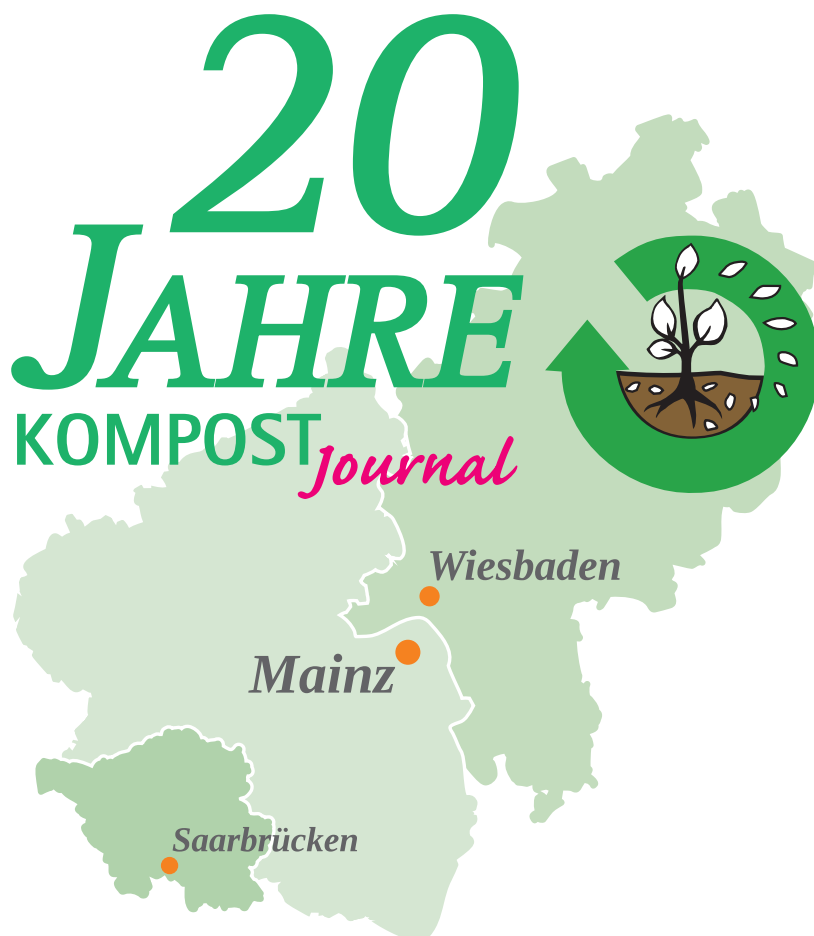 20
JAHRE
KOMPOST
Journal
Wiesbaden
Mainz
Saarbrücken